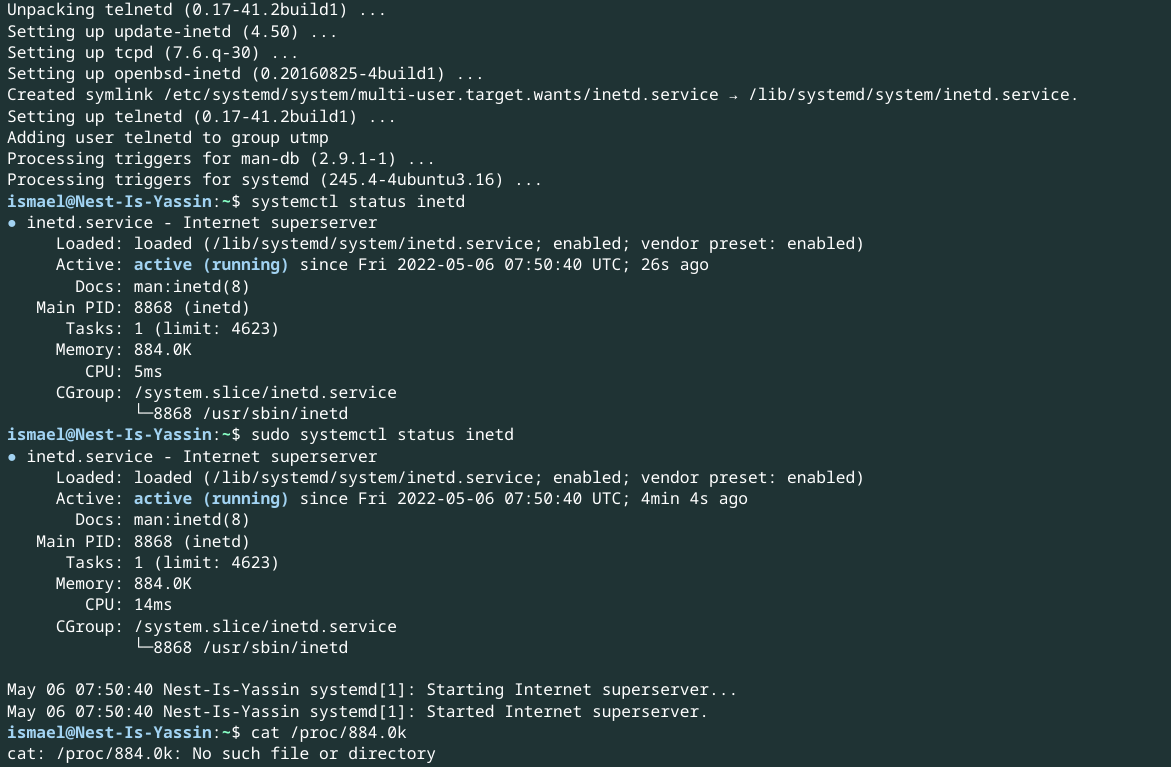 Unpacking telnetd (0.17-41.2build1) ...
Setting up update-inetd (4.50) ...
Setting up tcpd (7.6.q-30) ...
Setting up openbsd-inetd (0.20160825-4build1) ...
Created symlink /etc/systemd/system/multi-user.target.wants/inetd.service → /lib/systemd/system/inetd.service.
Setting up telnetd (0.17-41.2build1) ...
Adding user telnetd to group utmp
Processing triggers for man-db (2.9.1-1) ...
Processing triggers for systemd (245.4-4ubuntu3.16) ...
ismael@Nest-Is-Yassin:~$ systemctl status inetd
● inetd.service - Internet superserver
     Loaded: loaded (/lib/systemd/system/inetd.service; enabled; vendor preset: enabled)
     Active: active (running) since Fri 2022-05-06 07:50:40 UTC; 26s ago
       Docs: man:inetd(8)
   Main PID: 8868 (inetd)
      Tasks: 1 (limit: 4623)
     Memory: 884.0K
        CPU: 5ms
     CGroup: /system.slice/inetd.service
             └─8868 /usr/sbin/inetd
ismael@Nest-Is-Yassin:~$ sudo systemctl status inetd
● inetd.service - Internet superserver
     Loaded: loaded (/lib/systemd/system/inetd.service; enabled; vendor preset: enabled)
     Active: active (running) since Fri 2022-05-06 07:50:40 UTC; 4min 4s ago
       Docs: man:inetd(8)
   Main PID: 8868 (inetd)
      Tasks: 1 (limit: 4623)
     Memory: 884.0K
        CPU: 14ms
     CGroup: /system.slice/inetd.service
             └─8868 /usr/sbin/inetd

May 06 07:50:40 Nest-Is-Yassin systemd[1]: Starting Internet superserver...
May 06 07:50:40 Nest-Is-Yassin systemd[1]: Started Internet superserver.
ismael@Nest-Is-Yassin:~$ cat /proc/884.0k
cat: /proc/884.0k: No such file or directory